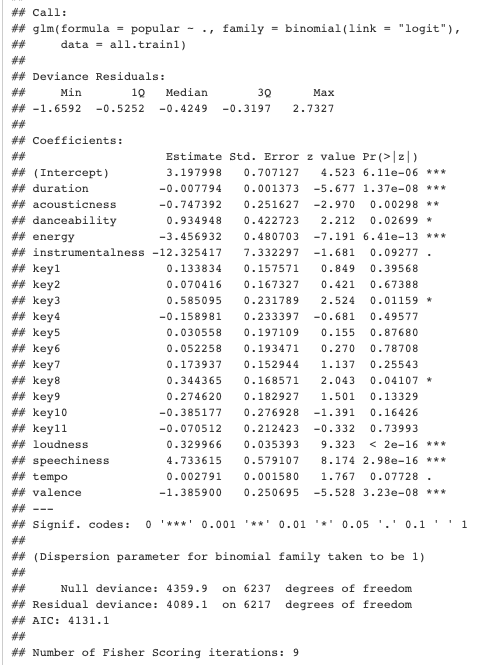 ## Call:
## glm(formula = popular ~ ., family = binomial(link = "logit"),
##     data = all.train1)
##
## Deviance Residuals:
##     Min       1Q   Median       3Q      Max
## -1.6592  -0.5252  -0.4249  -0.3197   2.7327
##
## Coefficients:
##                    Estimate Std. Error z value Pr(>|z|)
## (Intercept)        3.197998   0.707127   4.523 6.11e-06 ***
## duration          -0.007794   0.001373  -5.677 1.37e-08 ***
## acousticness      -0.747392   0.251627  -2.970  0.00298 **
## danceability       0.934948   0.422723   2.212  0.02699 *
## energy            -3.456932   0.480703  -7.191 6.41e-13 ***
## instrumentalness -12.325417   7.332297  -1.681  0.09277 .
## key1               0.133834   0.157571   0.849  0.39568
## key2               0.070416   0.167327   0.421  0.67388
## key3               0.585095   0.231789   2.524  0.01159 *
## key4              -0.158981   0.233397  -0.681  0.49577
## key5               0.030558   0.197109   0.155  0.87680
## key6               0.052258   0.193471   0.270  0.78708
## key7               0.173937   0.152944   1.137  0.25543
## key8               0.344365   0.168571   2.043  0.04107 *
## key9               0.274620   0.182927   1.501  0.13329
## key10             -0.385177   0.276928  -1.391  0.16426
## key11             -0.070512   0.212423  -0.332  0.73993
## loudness           0.329966   0.035393   9.323  < 2e-16 ***
## speechiness        4.733615   0.579107   8.174 2.98e-16 ***
## tempo              0.002791   0.001580   1.767  0.07728 .
## valence           -1.385900   0.250695  -5.528 3.23e-08 ***
## ---
## Signif. codes:  0 '***' 0.001 '**' 0.01 '*' 0.05 '.' 0.1 ' ' 1
##
## (Dispersion parameter for binomial family taken to be 1)
##
##     Null deviance: 4359.9  on 6237  degrees of freedom
## Residual deviance: 4089.1  on 6217  degrees of freedom
## AIC: 4131.1
##
## Number of Fisher Scoring iterations: 9